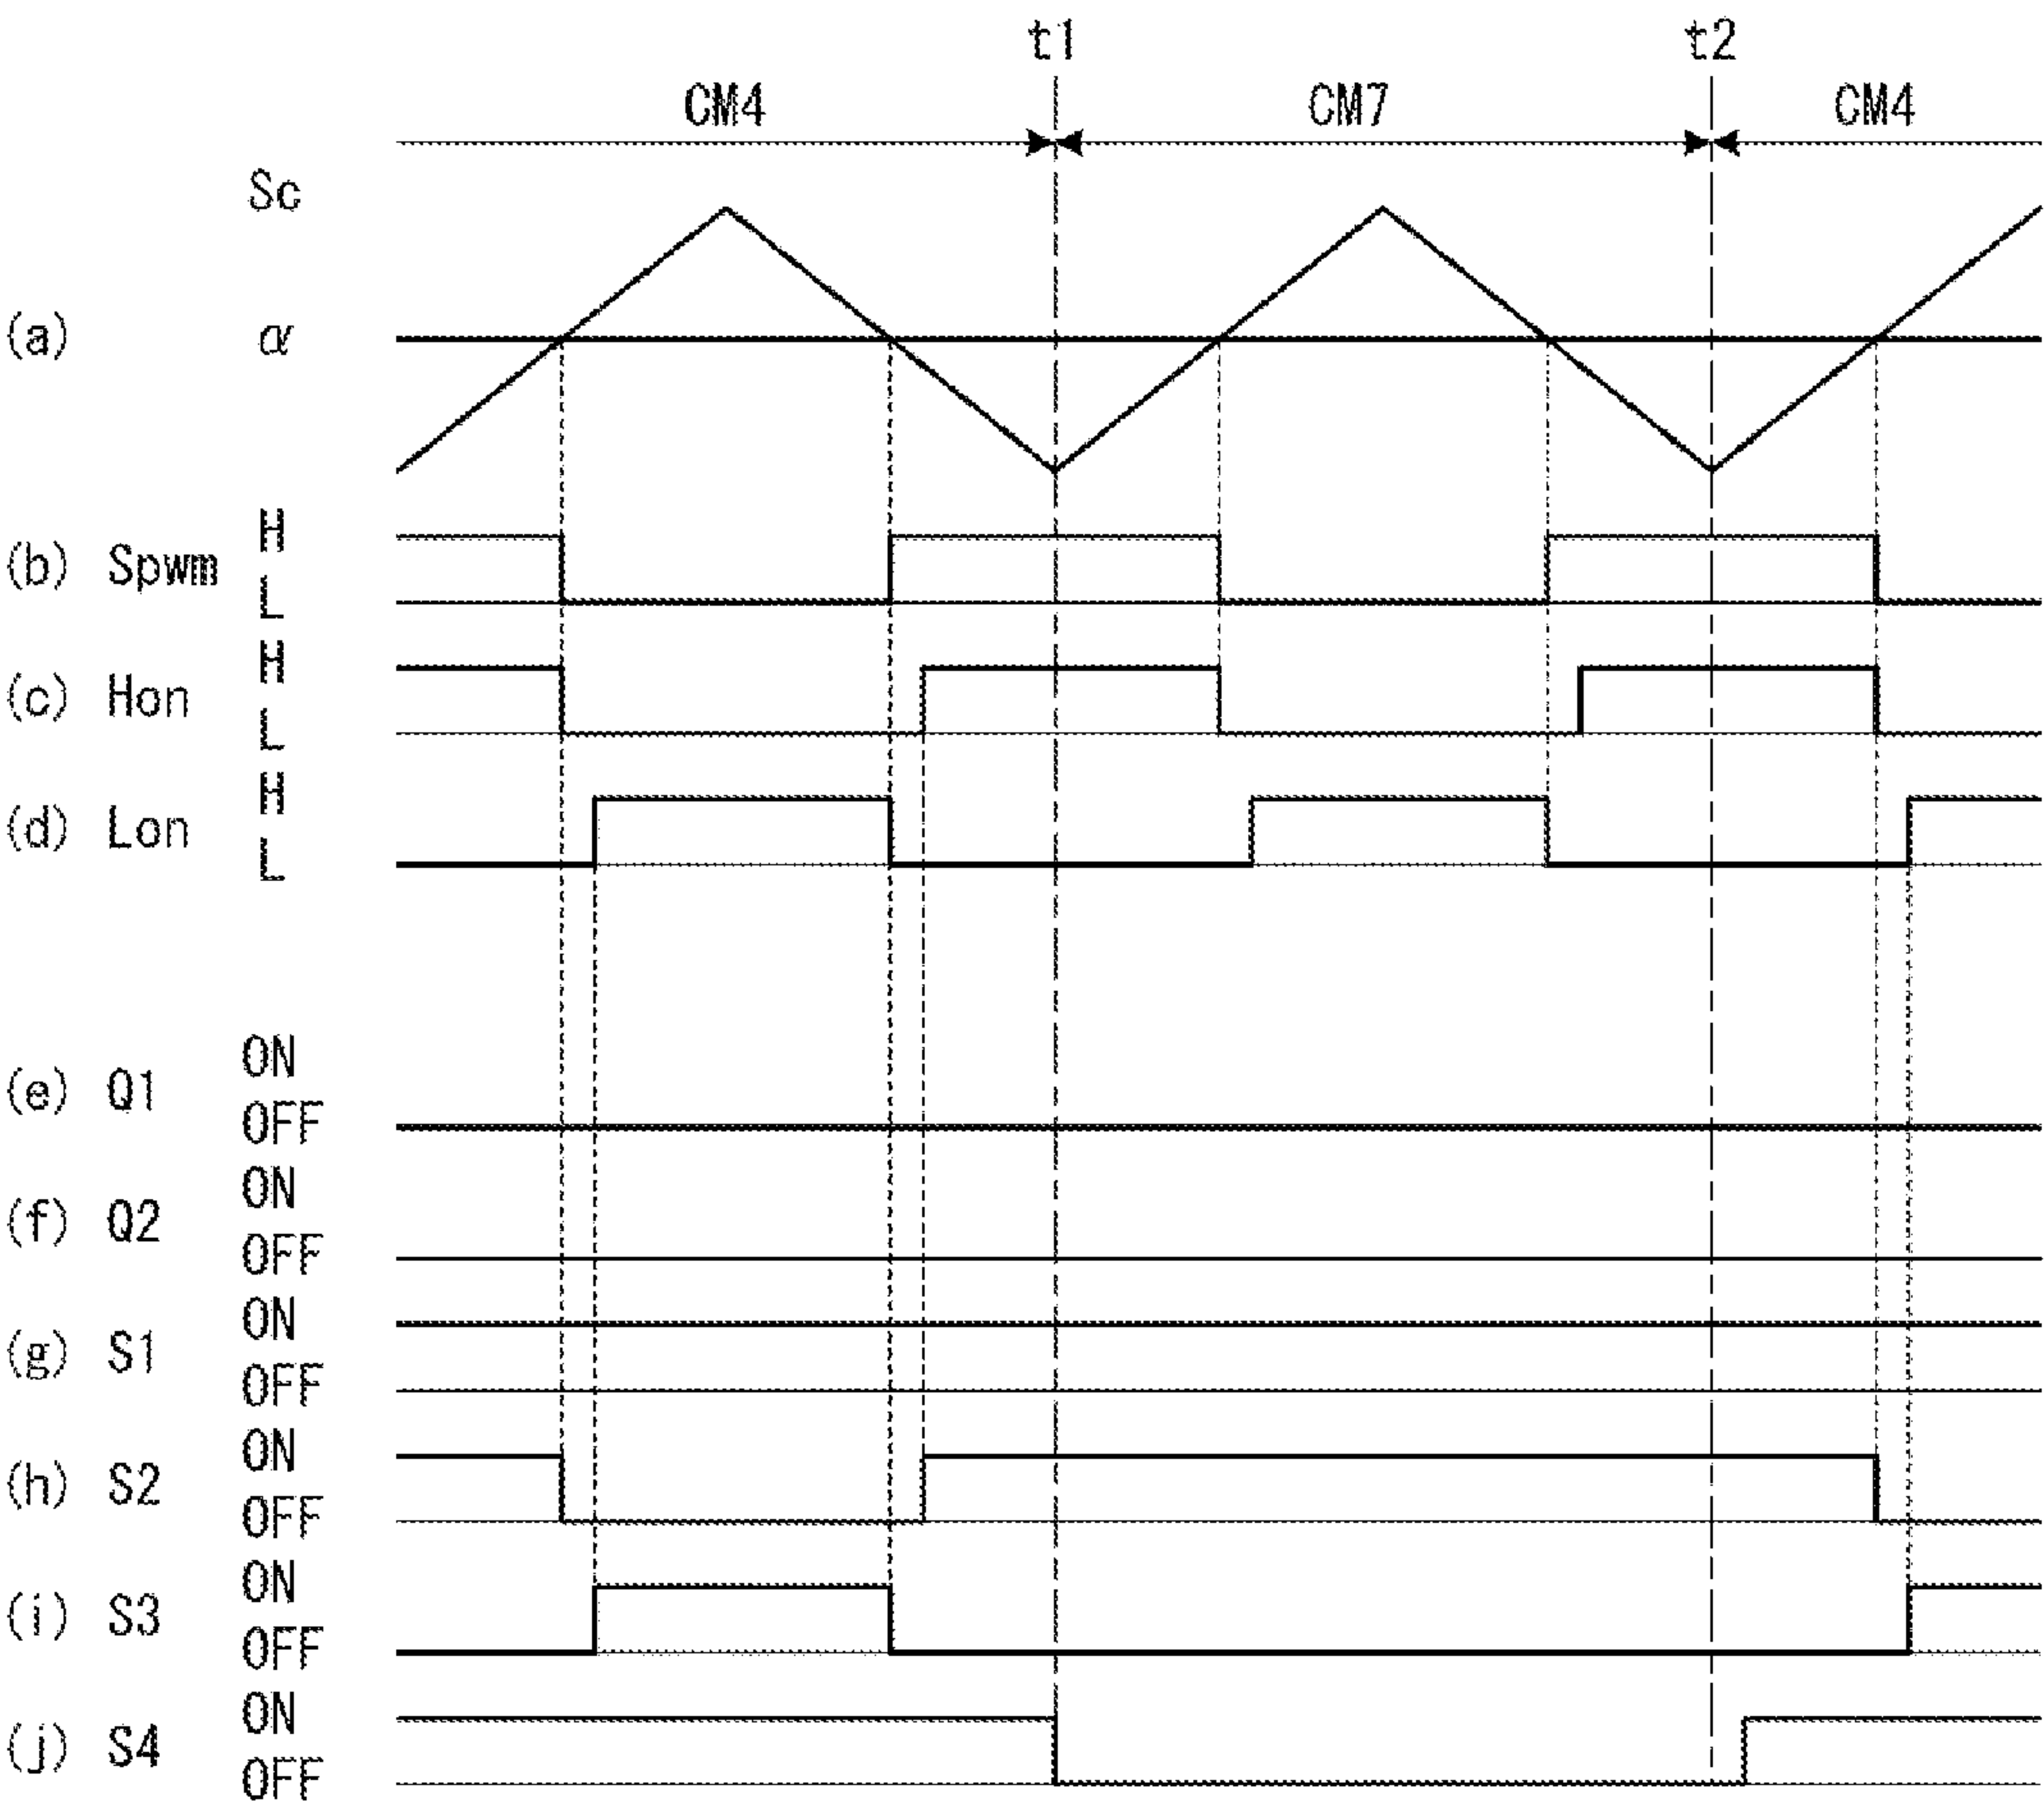 t1 t2
CM4 CM7 CM4
Sc
(a) α
(b) Spwm H L
(c) Hon H L
(d) Lon H L
(e) Q1 ON OFF
(f) Q2 ON OFF
(g) S1 ON OFF
(h) S2 ON OFF
(i) S3 ON OFF
(j) S4 ON OFF